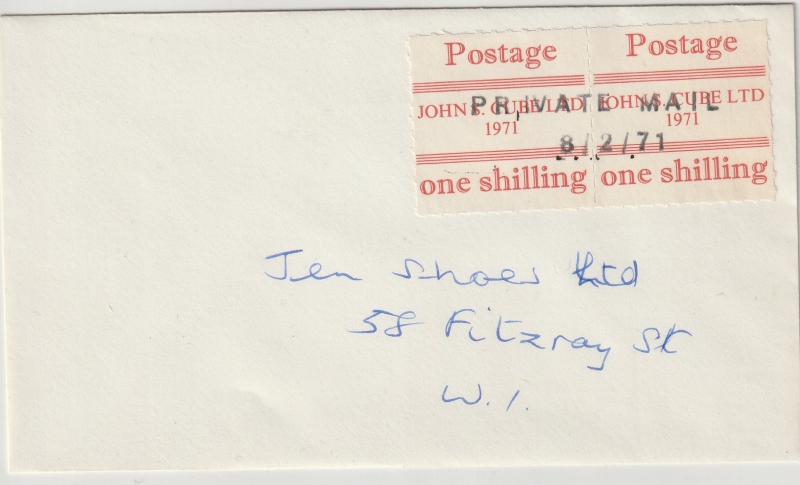 Postage
JOHN S. CUBE LTD
1971
one shilling
Postage
JOHN S. CUBE LTD
1971
one shilling
PRIVATE MAIL
8/2/71
Jen Shoes Ltd
58 Fitzray St
W.1.